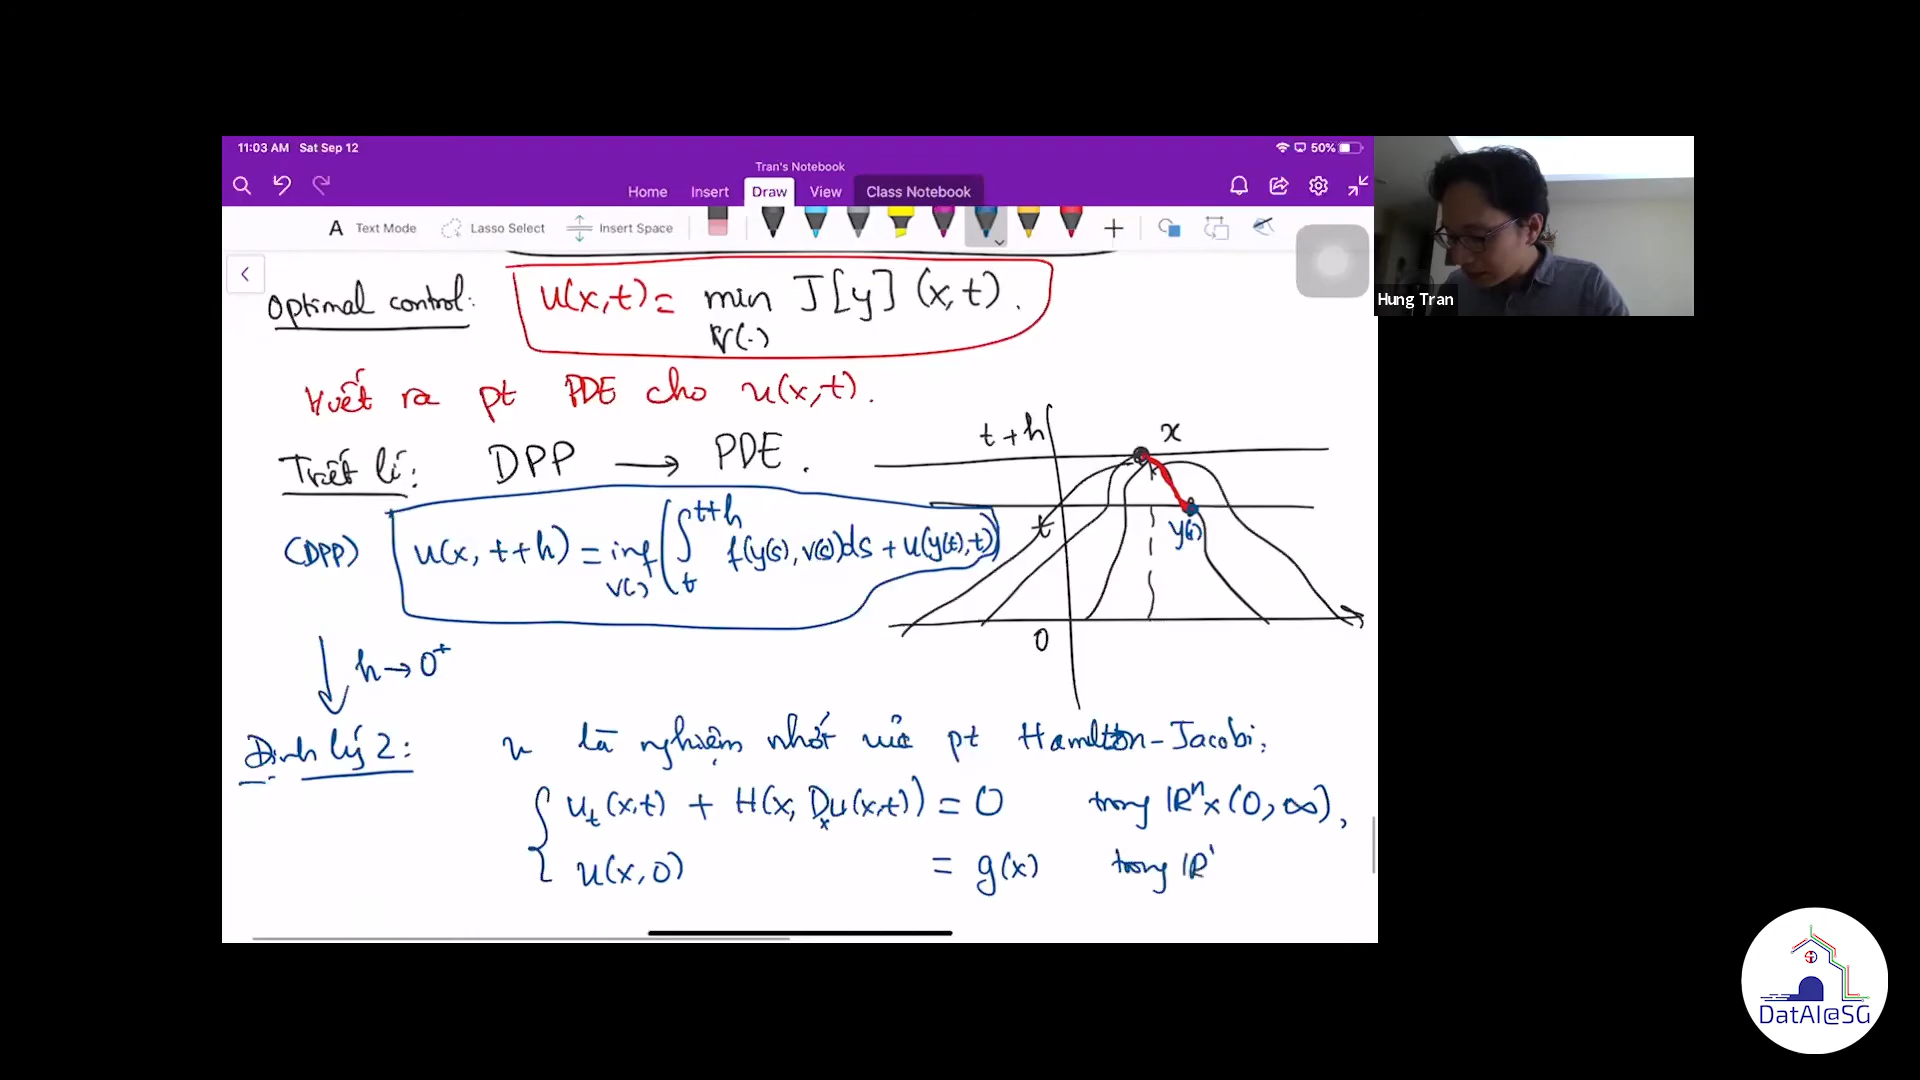 11:03 AM Sat Sep 12
50%
Tran's Notebook
Home Insert Draw View Class Notebook
A Text Mode Lasso Select Insert Space
Hung Tran
Optimal control: u(x,t) = min J[y](x,t).
v(·)
Viết ra pt PDE cho u(x,t).
Triết lí: DPP → PDE.
t+h x
(DPP) u(x, t+h) = inf ( ∫ f(y(s), v(s))ds + u(y(t), t) )
v(·) t t+h
t y(t)
0
h → 0⁺
Định lý 2: u là nghiệm nhớt của pt Hamilton-Jacobi:
{ u_t(x,t) + H(x, D_x u(x,t)) = 0 trong ℝⁿ × (0, ∞),
u(x,0) = g(x) trong ℝ'
DatAI@SG